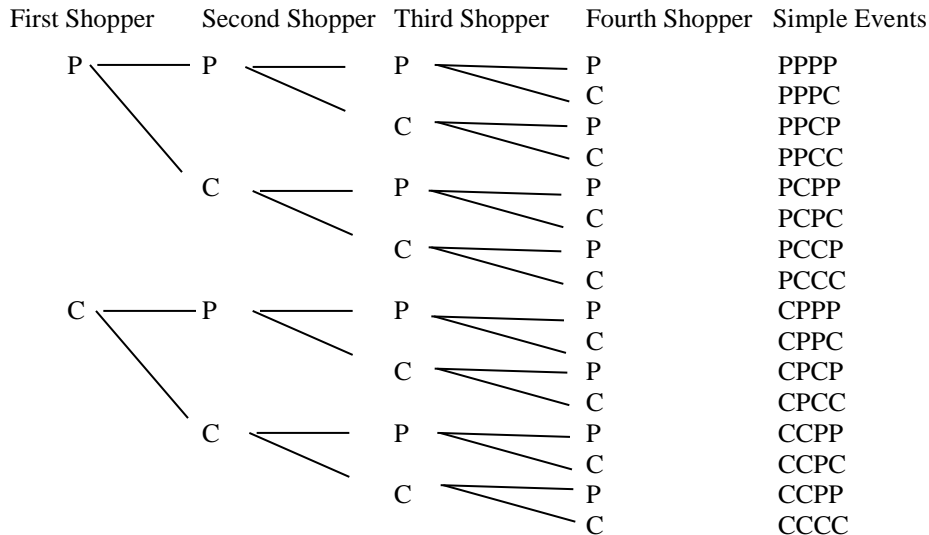 First Shopper Second Shopper Third Shopper Fourth Shopper Simple Events
P P P P PPPP
C PPPC
C P PPCP
C PPCC
C P P PCPP
C PCPC
C P PCCP
C PCCC
C P P P CPPP
C CPPC
C P CPCP
C CPCC
C P P CCPP
C CCPC
C P CCPP
C CCCC